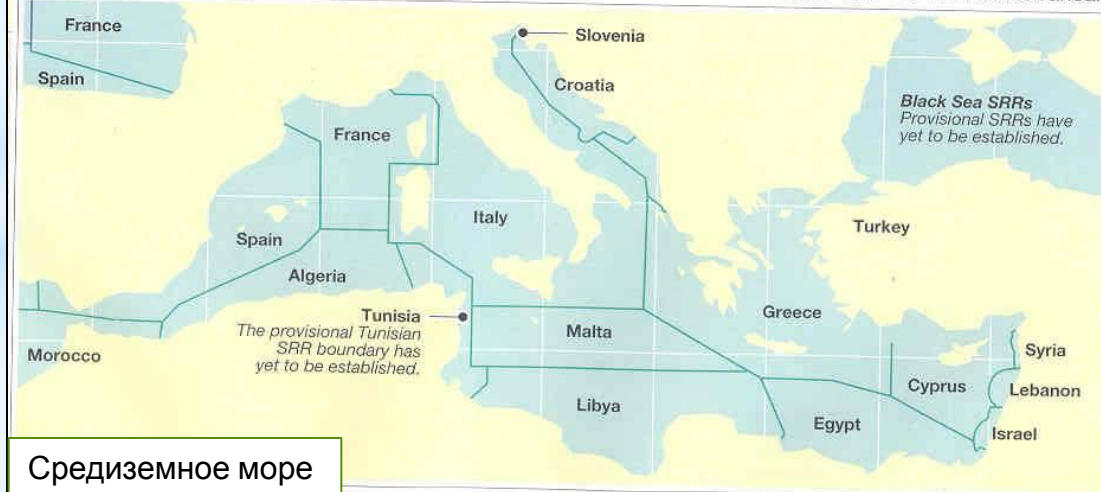 France
Spain
Slovenia
Croatia
Black Sea SRRs
Provisional SRRs have
yet to be established.
France
Italy
Turkey
Spain
Algeria
Tunisia
The provisional Tunisian
SRR boundary has
yet to be established.
Malta
Greece
Morocco
Libya
Egypt
Cyprus
Syria
Lebanon
Israel
Средиземное море